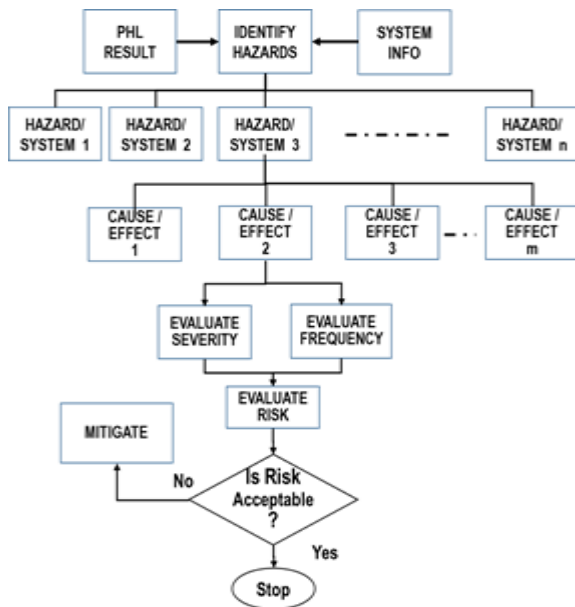 PHL
RESULT
IDENTIFY
HAZARDS
SYSTEM
INFO
HAZARD/
SYSTEM 1
HAZARD/
SYSTEM 2
HAZARD/
SYSTEM 3
HAZARD/
SYSTEM n
CAUSE /
EFFECT
1
CAUSE /
EFFECT
2
CAUSE /
EFFECT
3
CAUSE /
EFFECT
m
EVALUATE
SEVERITY
EVALUATE
FREQUENCY
EVALUATE
RISK
MITIGATE
No
Is Risk
Acceptable
?
Yes
Stop